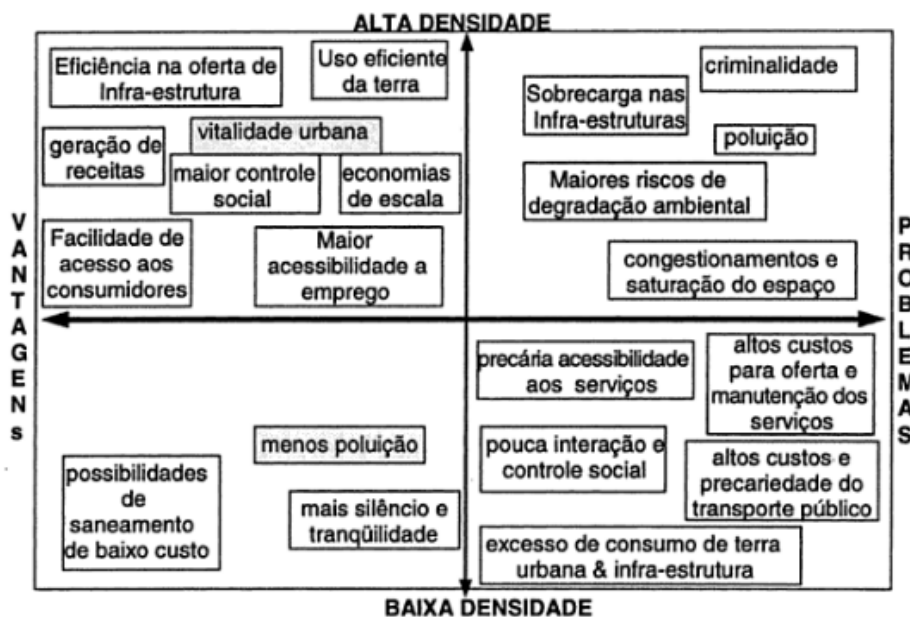 ALTA DENSIDADE
Eficiência na oferta de
Infra-estrutura
Uso eficiente
da terra
vitalidade urbana
geração de
receitas
maior controle
social
economias
de escala
Facilidade de
acesso aos
consumidores
Maior
acessibilidade a
emprego
criminalidade
Sobrecarga nas
Infra-estruturas
poluição
Maiores riscos de
degradação ambiental
congestionamentos e
saturação do espaço
VANTAGENs
PROBLEMAS
menos poluição
possibilidades
de
saneamento
de baixo custo
mais silêncio e
tranqüilidade
precária acessibilidade
aos serviços
altos custos
para oferta e
manutenção dos
serviços
pouca interação e
controle social
altos custos e
precariedade do
transporte público
excesso de consumo de terra
urbana & infra-estrutura
BAIXA DENSIDADE